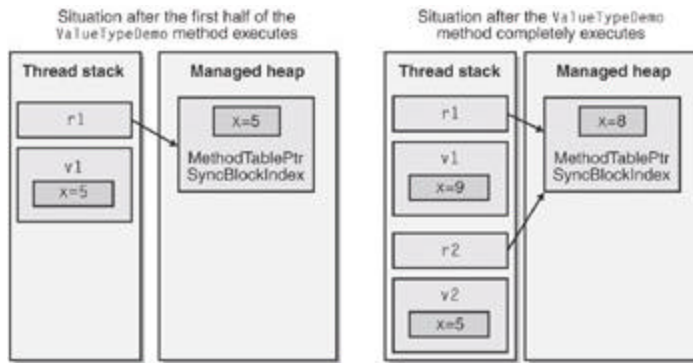 Situation after the first half of the
ValueTypeDemo method executes
Thread stack
Managed heap
r1
x=5
MethodTablePtr
SyncBlockIndex
v1
x=5
Situation after the ValueTypeDemo
method completely executes
Thread stack
Managed heap
r1
x=8
MethodTablePtr
SyncBlockIndex
v1
x=9
r2
v2
x=5